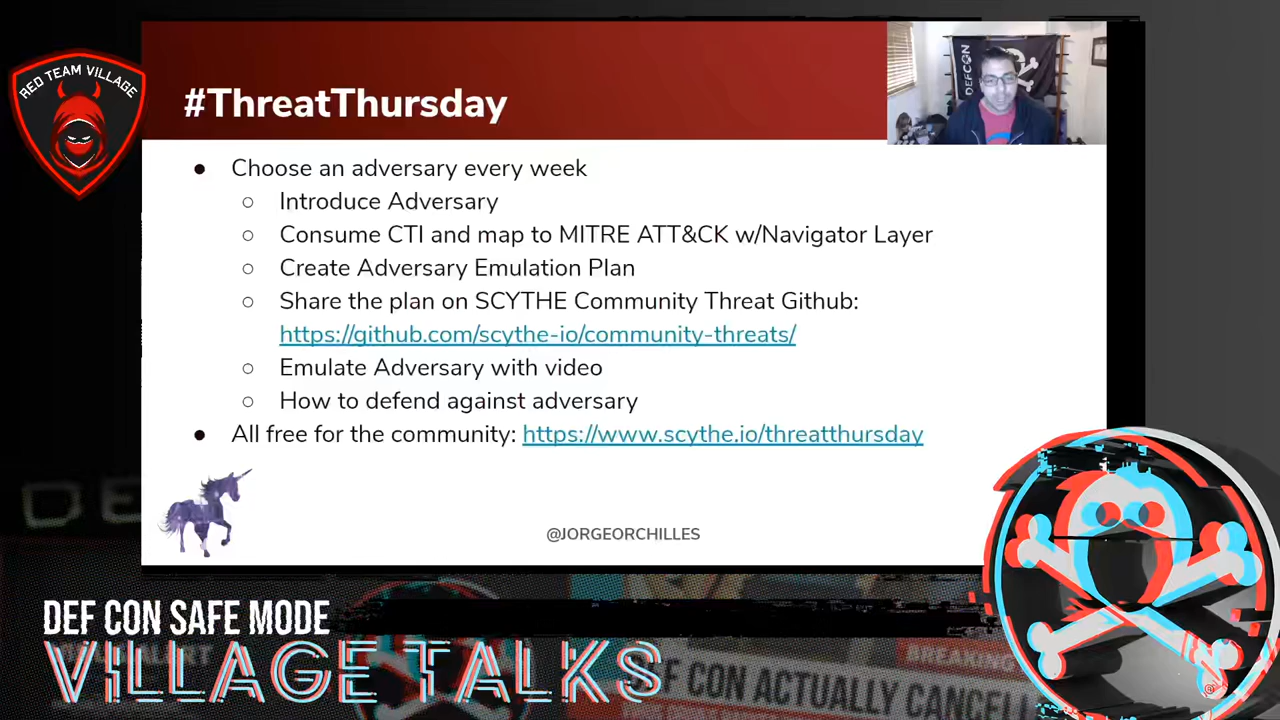 RED TEAM VILLAGE
#ThreatThursday
DEFCON
● Choose an adversary every week
○ Introduce Adversary
○ Consume CTI and map to MITRE ATT&CK w/Navigator Layer
○ Create Adversary Emulation Plan
○ Share the plan on SCYTHE Community Threat Github:
https://github.com/scythe-io/community-threats/
○ Emulate Adversary with video
○ How to defend against adversary
● All free for the community: https://www.scythe.io/threatthursday
@JORGEORCHILLES
DEF CON SAFE MODE
VILLAGE TALKS
BREAKING
DEF CON ACTUALLY CANCELL